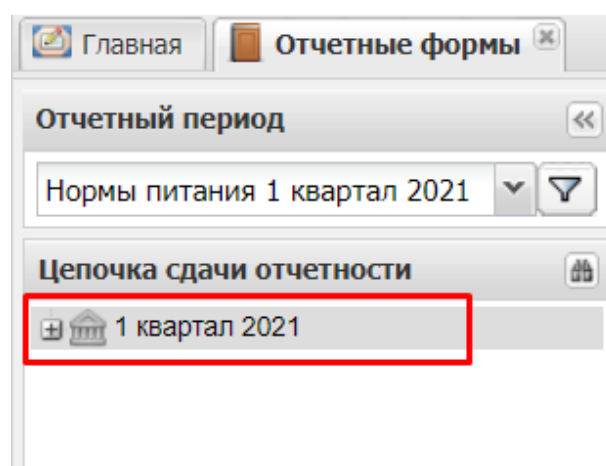 Главная Отчетные формы
Отчетный период
Нормы питания 1 квартал 2021
Цепочка сдачи отчетности
1 квартал 2021